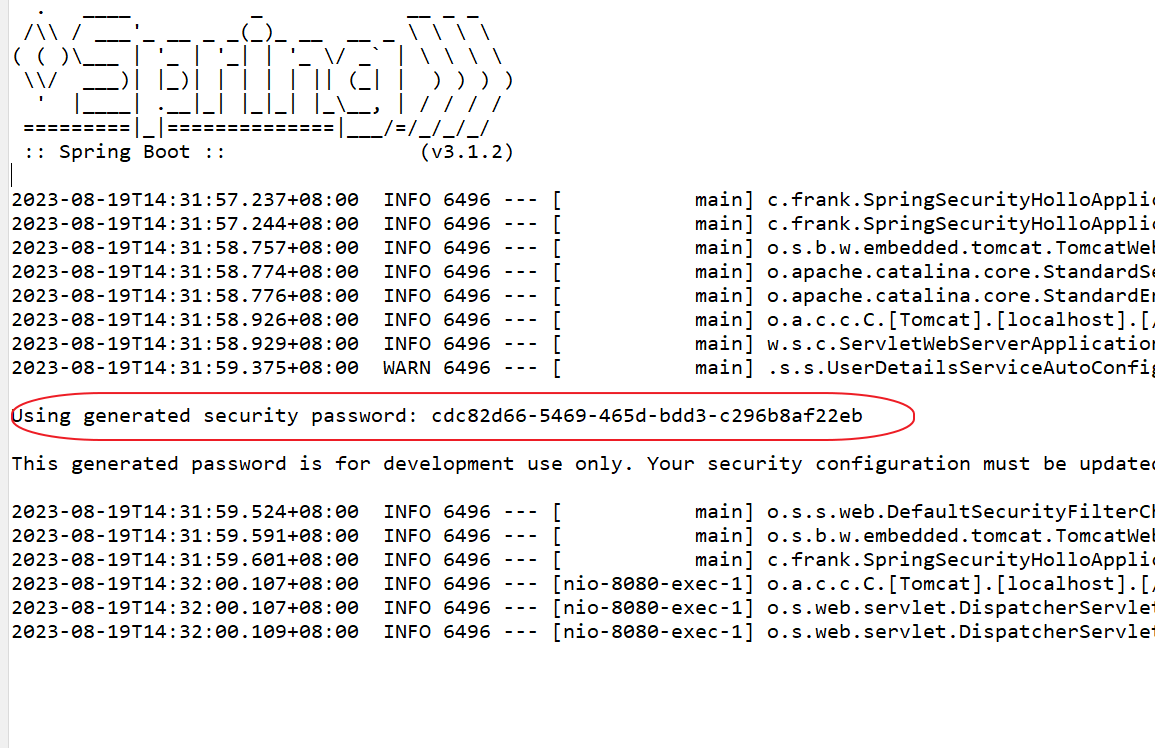 .   ____          _            __ _ _
 /\\ / ___'_ __ _ _(_)_ __  __ _ \ \ \ \
( ( )\___ | '_ | '_| | '_ \/ _` | \ \ \ \
 \\/  ___)| |_)| | | | | || (_| |  ) ) ) )
  '  |____| .__|_| |_|_| |_\__, | / / / /
 =========|_|==============|___/=/_/_/_/
 :: Spring Boot ::                (v3.1.2)
2023-08-19T14:31:57.237+08:00  INFO 6496 --- [           main] c.frank.SpringSecurityHolloApplic
2023-08-19T14:31:57.244+08:00  INFO 6496 --- [           main] c.frank.SpringSecurityHolloApplic
2023-08-19T14:31:58.757+08:00  INFO 6496 --- [           main] o.s.b.w.embedded.tomcat.TomcatWeb
2023-08-19T14:31:58.774+08:00  INFO 6496 --- [           main] o.apache.catalina.core.StandardSe
2023-08-19T14:31:58.776+08:00  INFO 6496 --- [           main] o.apache.catalina.core.StandardEn
2023-08-19T14:31:58.926+08:00  INFO 6496 --- [           main] o.a.c.c.C.[Tomcat].[localhost].[/
2023-08-19T14:31:58.929+08:00  INFO 6496 --- [           main] w.s.c.ServletWebServerApplication
2023-08-19T14:31:59.375+08:00  WARN 6496 --- [           main] .s.s.UserDetailsServiceAutoConfig
Using generated security password: cdc82d66-5469-465d-bdd3-c296b8af22eb
This generated password is for development use only. Your security configuration must be updated
2023-08-19T14:31:59.524+08:00  INFO 6496 --- [           main] o.s.s.web.DefaultSecurityFilterCh
2023-08-19T14:31:59.591+08:00  INFO 6496 --- [           main] o.s.b.w.embedded.tomcat.TomcatWeb
2023-08-19T14:31:59.601+08:00  INFO 6496 --- [           main] c.frank.SpringSecurityHolloApplic
2023-08-19T14:32:00.107+08:00  INFO 6496 --- [nio-8080-exec-1] o.a.c.c.C.[Tomcat].[localhost].[/
2023-08-19T14:32:00.107+08:00  INFO 6496 --- [nio-8080-exec-1] o.s.web.servlet.DispatcherServlet
2023-08-19T14:32:00.109+08:00  INFO 6496 --- [nio-8080-exec-1] o.s.web.servlet.DispatcherServlet